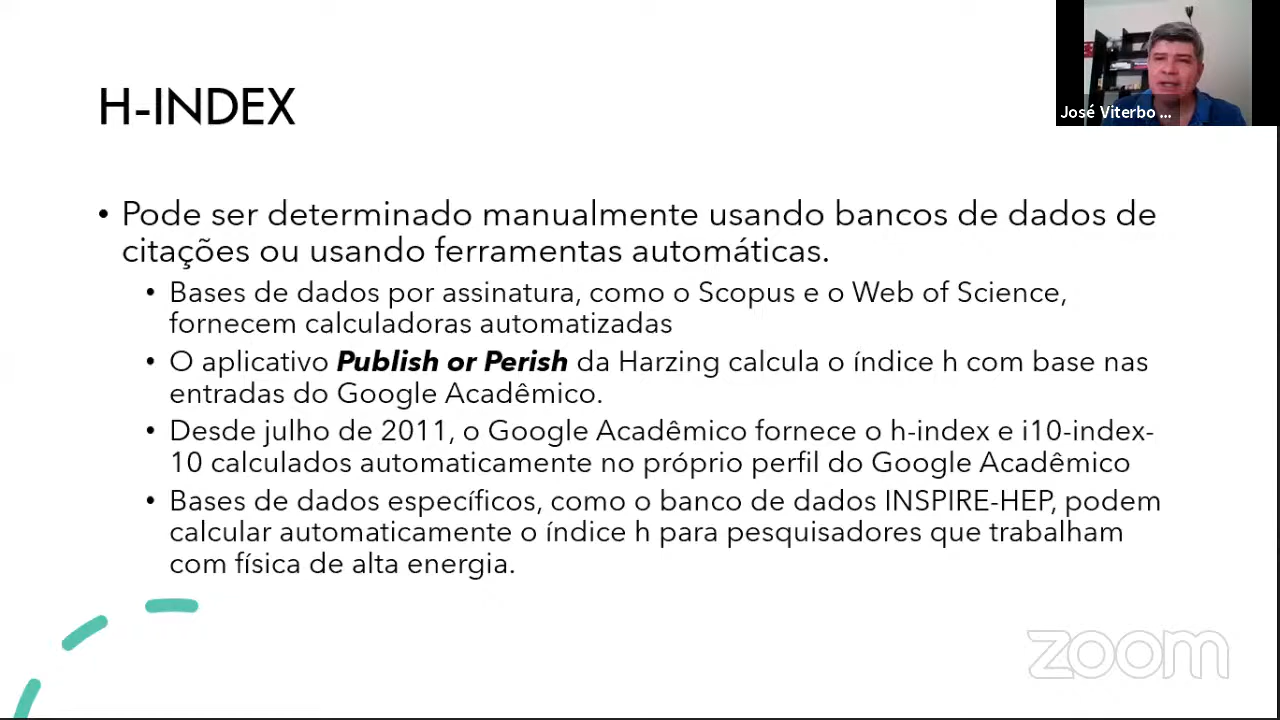 H-INDEX
José Viterbo ...
• Pode ser determinado manualmente usando bancos de dados de
citações ou usando ferramentas automáticas.
• Bases de dados por assinatura, como o Scopus e o Web of Science,
fornecem calculadoras automatizadas
• O aplicativo Publish or Perish da Harzing calcula o índice h com base nas
entradas do Google Acadêmico.
• Desde julho de 2011, o Google Acadêmico fornece o h-index e i10-index-
10 calculados automaticamente no próprio perfil do Google Acadêmico
• Bases de dados específicos, como o banco de dados INSPIRE-HEP, podem
calcular automaticamente o índice h para pesquisadores que trabalham
com física de alta energia.
zoom